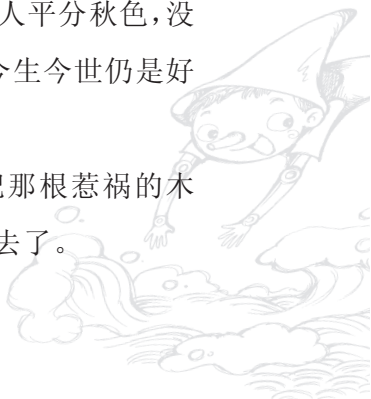 人平分秋色，没
今生今世仍是好
那根惹祸的木
去了。